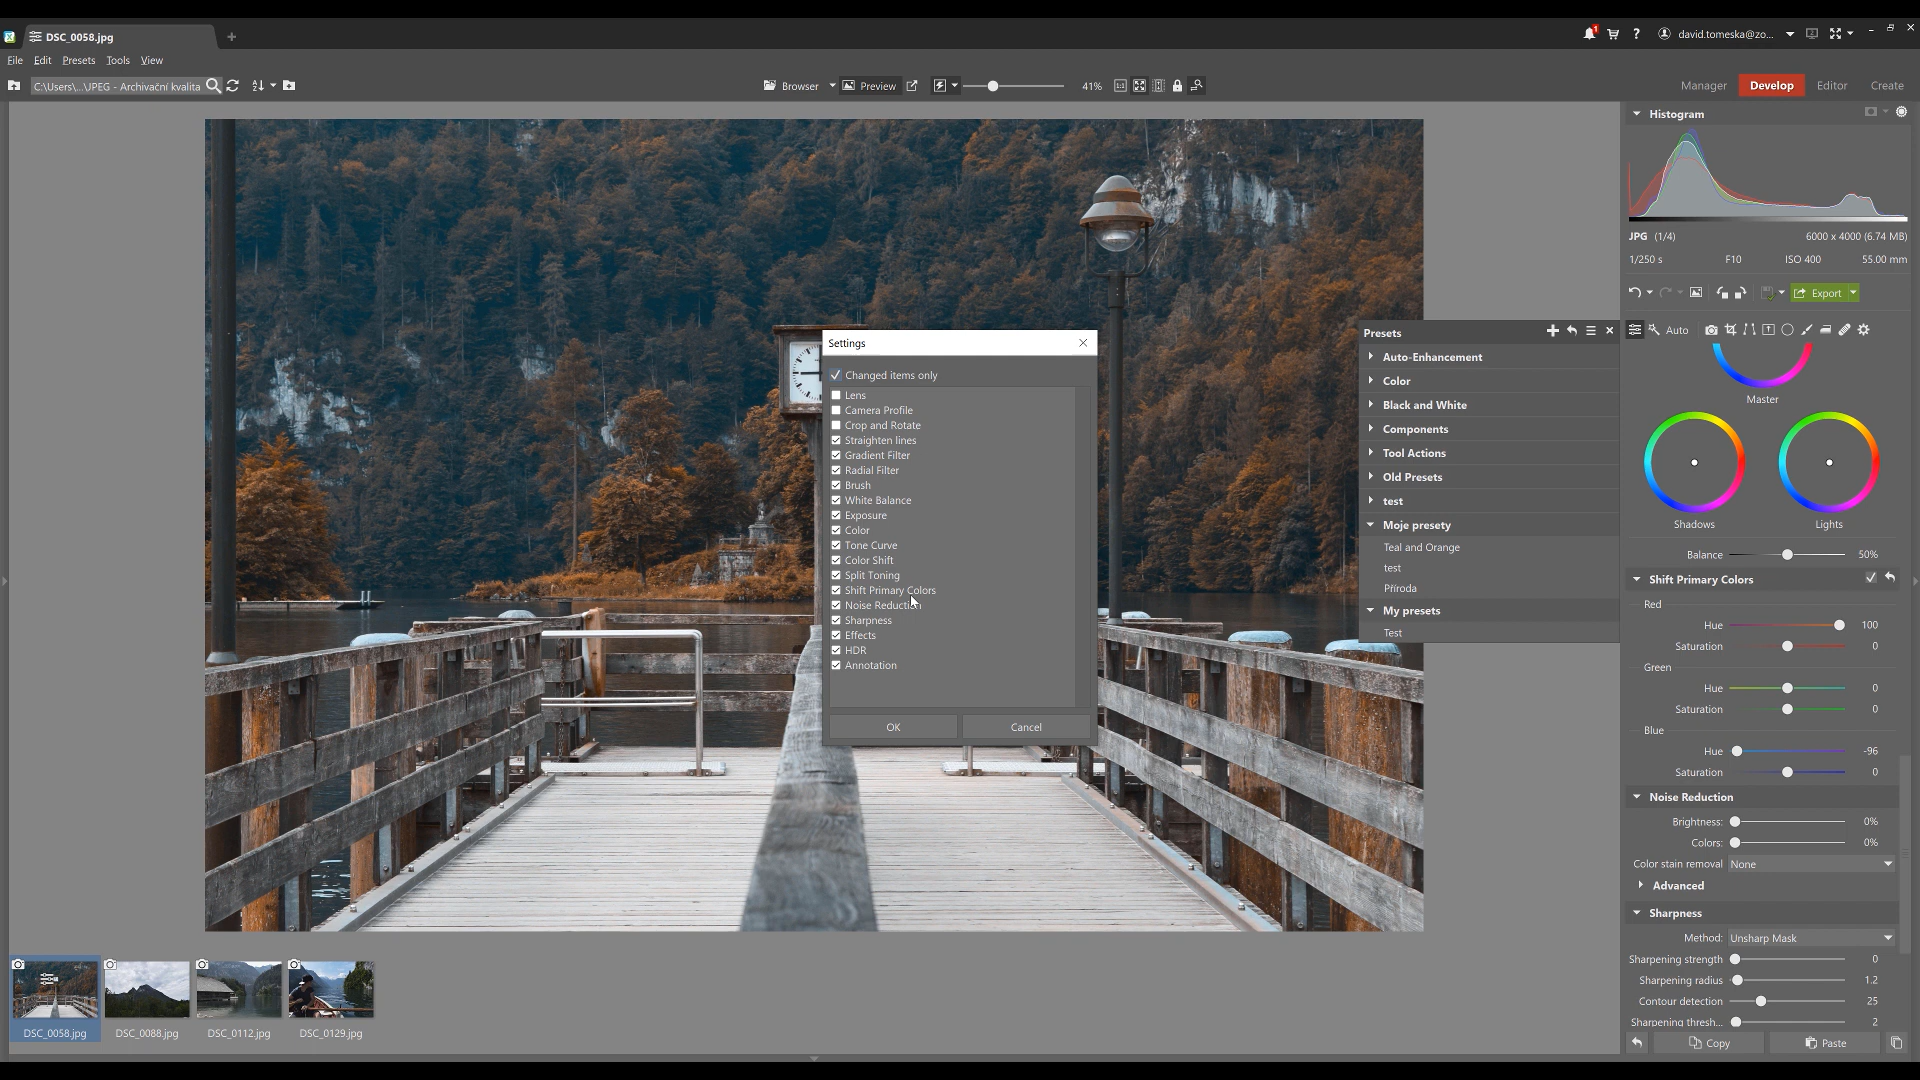 DSC_0058.jpg
1
david.tomeska@zo...
File Edit Presets Tools View
C:\Users\...\JPEG - Archivační kvalita
Browser
Preview
41%
Manager
Develop
Editor
Create
Histogram
JPG (1/4)
6000 x 4000 (6.74 MB)
1/250 s
F10
ISO 400
55.00 mm
Export
Auto
Master
Shadows
Lights
Balance
50%
Shift Primary Colors
Red
Hue
100
Saturation
0
Green
Hue
0
Saturation
0
Blue
Hue
-96
Saturation
0
Noise Reduction
Brightness:
0%
Colors:
0%
Color stain removal
None
Advanced
Sharpness
Method:
Unsharp Mask
Sharpening strength
0
Sharpening radius
1.2
Contour detection
25
Sharpening thresh...
2
Copy
Paste
Presets
Auto-Enhancement
Color
Black and White
Components
Tool Actions
Old Presets
test
Moje presety
Teal and Orange
test
Příroda
My presets
Test
Settings
Changed items only
Lens
Camera Profile
Crop and Rotate
Straighten lines
Gradient Filter
Radial Filter
Brush
White Balance
Exposure
Color
Tone Curve
Color Shift
Split Toning
Shift Primary Colors
Noise Reduction
Sharpness
Effects
HDR
Annotation
OK
Cancel
DSC_0058.jpg
DSC_0088.jpg
DSC_0112.jpg
DSC_0129.jpg